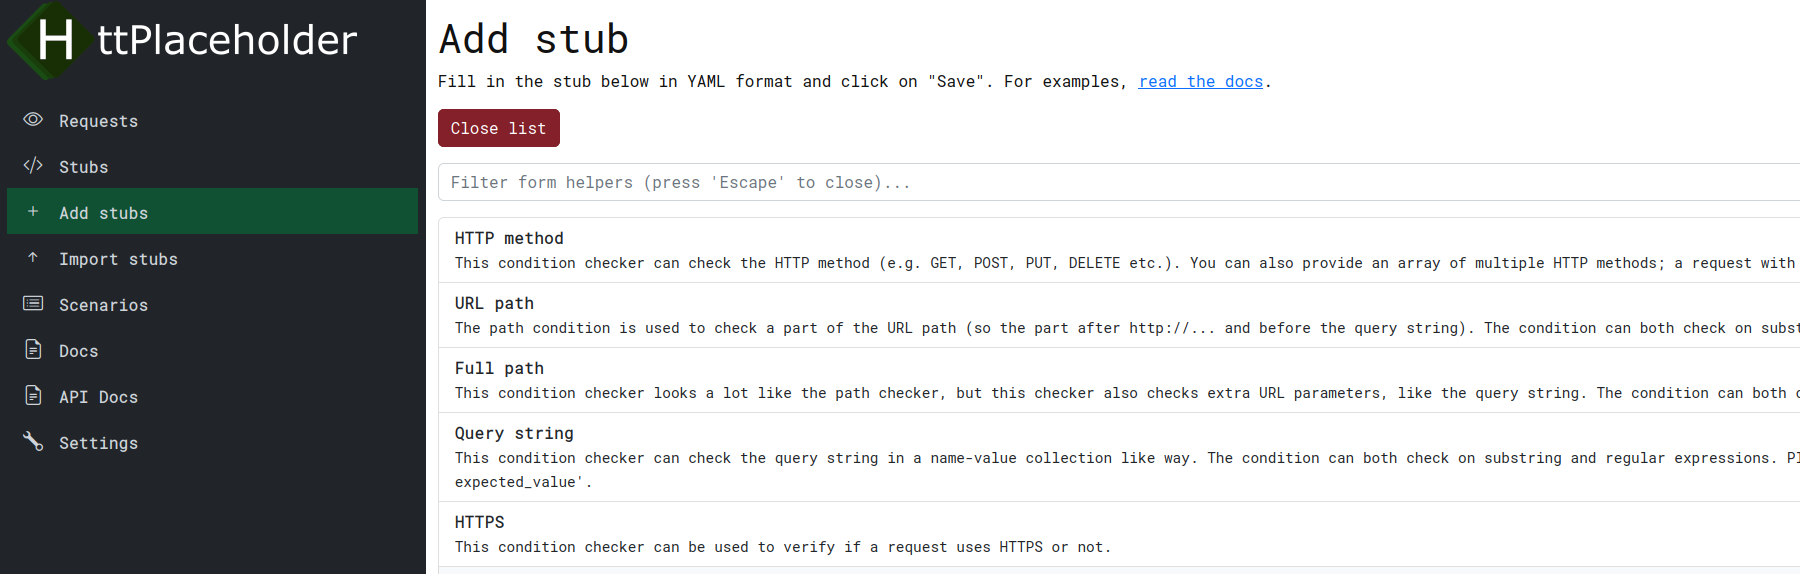 HttPlaceholder
Requests
Stubs
Add stubs
Import stubs
Scenarios
Docs
API Docs
Settings
Add stub
Fill in the stub below in YAML format and click on "Save". For examples, read the docs.
Close list
Filter form helpers (press 'Escape' to close)...
HTTP method
This condition checker can check the HTTP method (e.g. GET, POST, PUT, DELETE etc.). You can also provide an array of multiple HTTP methods; a request with
URL path
The path condition is used to check a part of the URL path (so the part after http://... and before the query string). The condition can both check on subst
Full path
This condition checker looks a lot like the path checker, but this checker also checks extra URL parameters, like the query string. The condition can both
Query string
This condition checker can check the query string in a name-value collection like way. The condition can both check on substring and regular expressions.
expected_value'.
HTTPS
This condition checker can be used to verify if a request uses HTTPS or not.